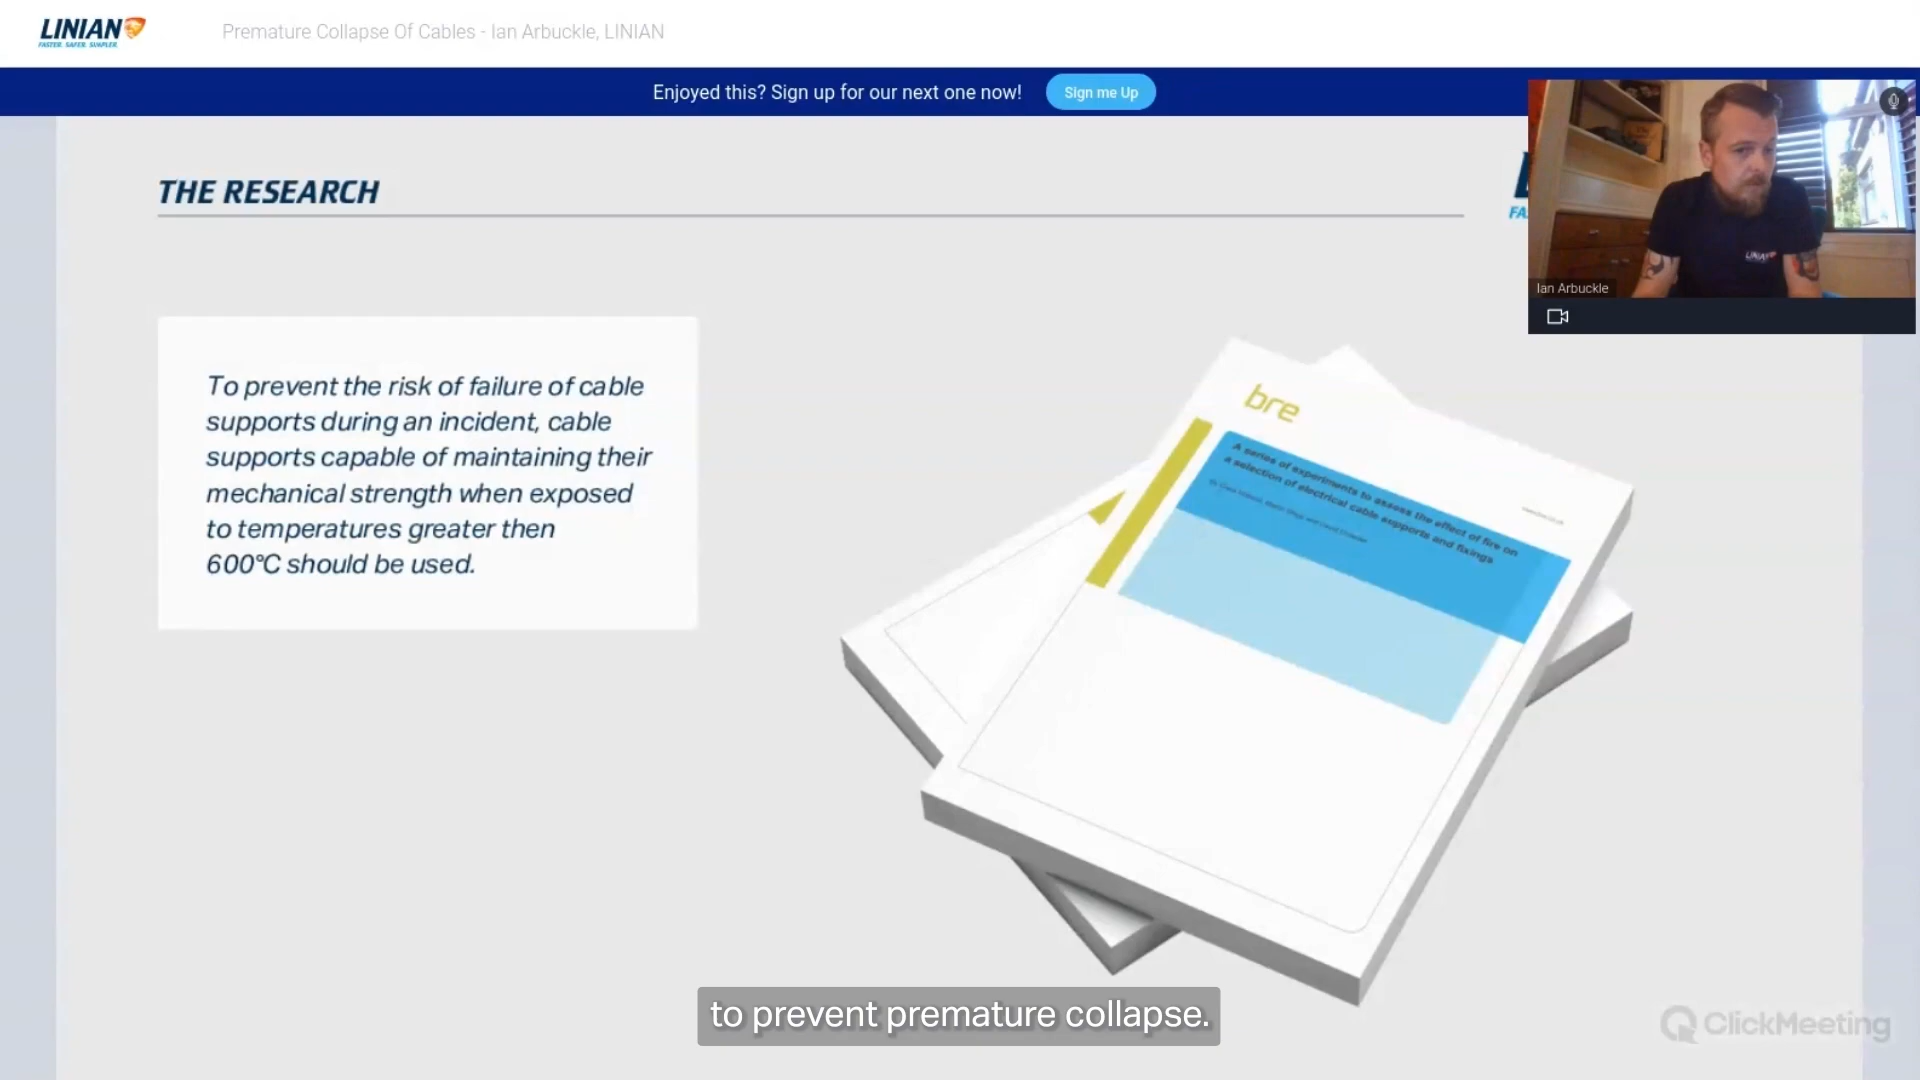 LINIAN
FASTER. SAFER. SIMPLER.
Premature Collapse Of Cables - Ian Arbuckle, LINIAN
Enjoyed this? Sign up for our next one now!
Sign me Up
THE RESEARCH
FA
LINIAN
Ian Arbuckle
To prevent the risk of failure of cable
supports during an incident, cable
supports capable of maintaining their
mechanical strength when exposed
to temperatures greater then
600°C should be used.
bre
A series of experiments to assess the effect of fire on
a selection of electrical cable supports and fixings
to prevent premature collapse.
ClickMeeting